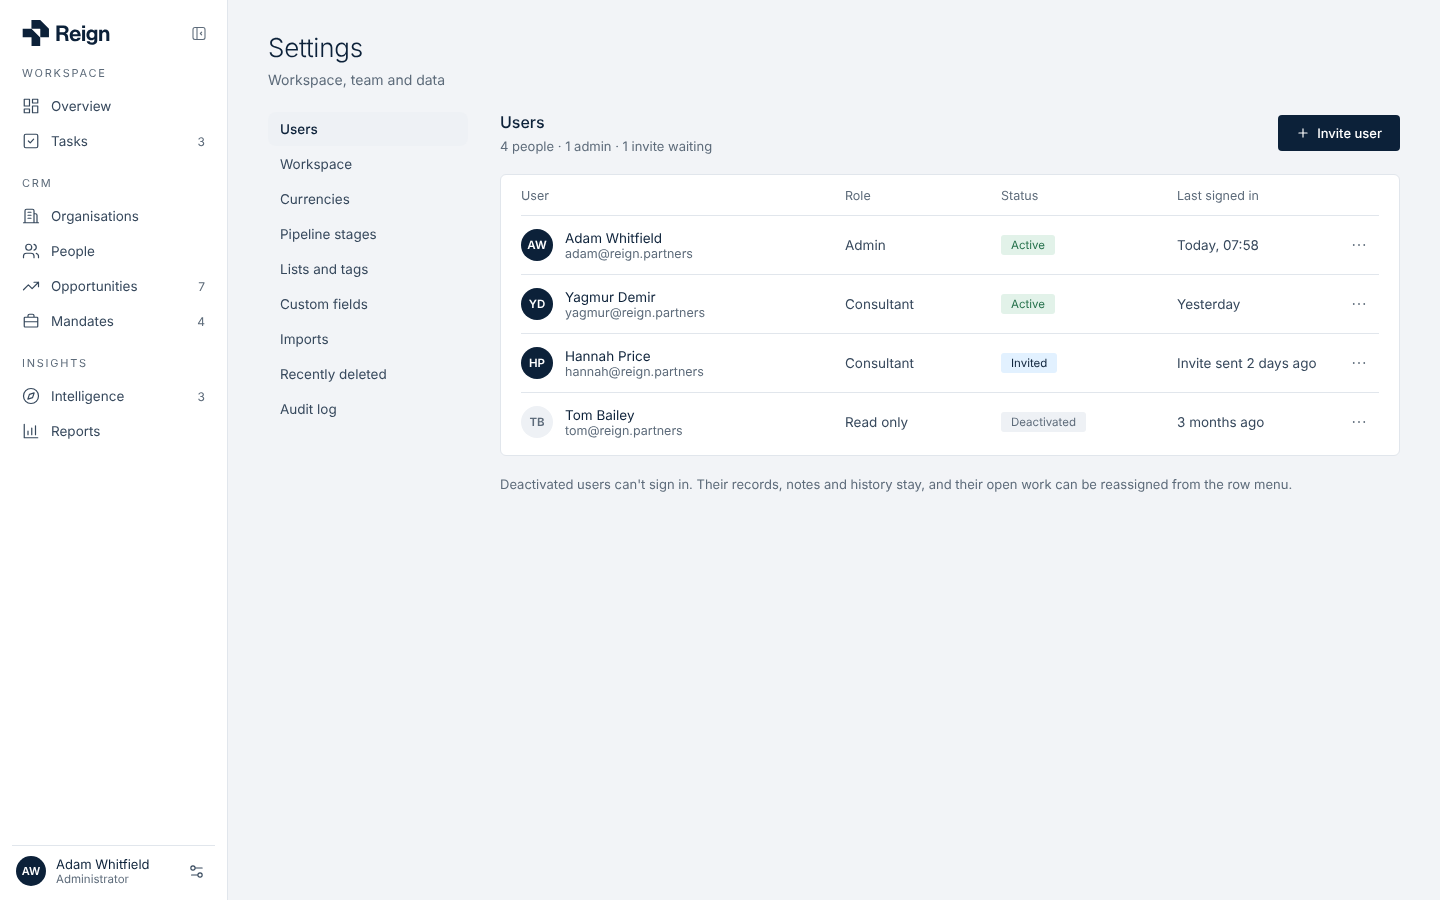 Reign
WORKSPACE
Overview
Tasks 3
CRM
Organisations
People
Opportunities 7
Mandates 4
INSIGHTS
Intelligence 3
Reports
AW
Adam Whitfield
Administrator
Settings
Workspace, team and data
Users
Workspace
Currencies
Pipeline stages
Lists and tags
Custom fields
Imports
Recently deleted
Audit log
Users
4 people · 1 admin · 1 invite waiting
Invite user
User Role Status Last signed in
AW Adam Whitfield Admin Active Today, 07:58
adam@reign.partners
YD Yagmur Demir Consultant Active Yesterday
yagmur@reign.partners
HP Hannah Price Consultant Invited Invite sent 2 days ago
hannah@reign.partners
TB Tom Bailey Read only Deactivated 3 months ago
tom@reign.partners
Deactivated users can't sign in. Their records, notes and history stay, and their open work can be reassigned from the row menu.